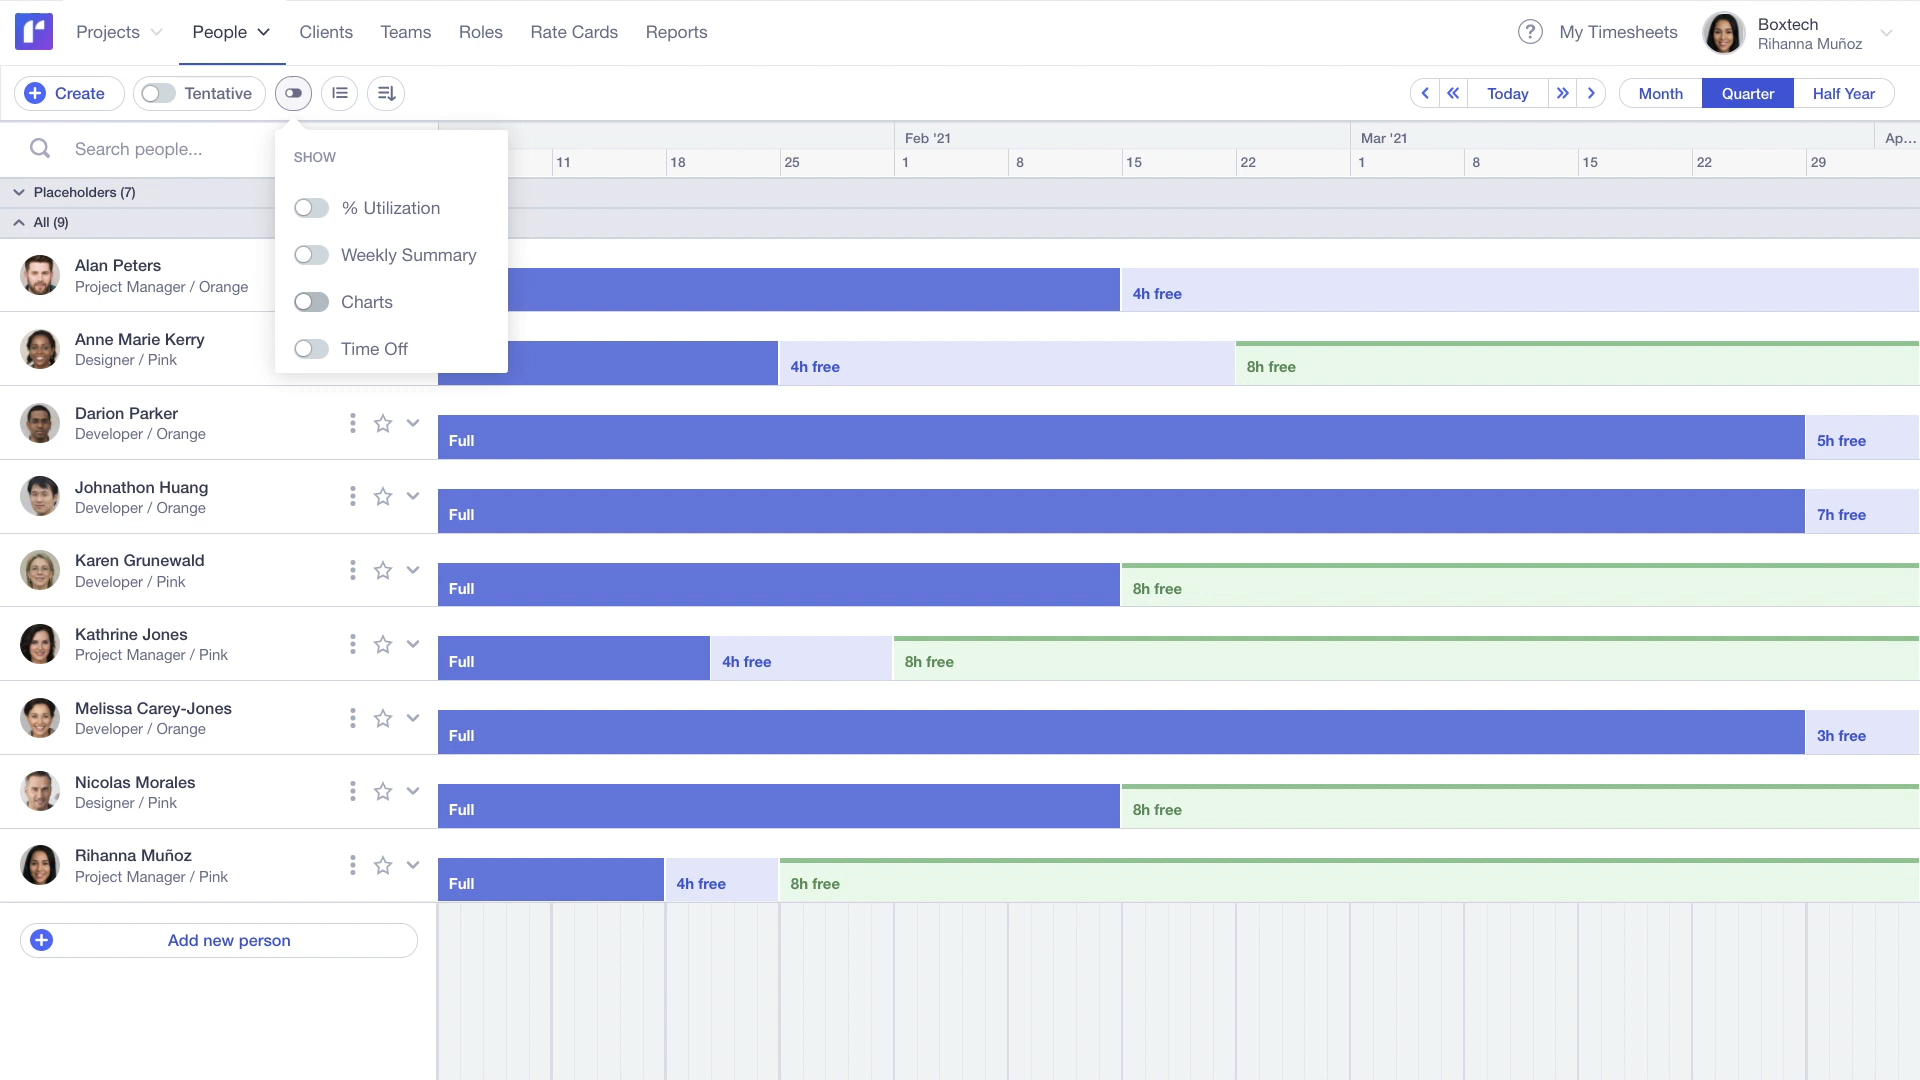 Projects
People
Clients
Teams
Roles
Rate Cards
Reports
?
My Timesheets
Boxtech
Rihanna Muñoz
Create
Tentative
Today
Month
Quarter
Half Year
Search people...
Feb '21
Mar '21
Ap...
11
18
25
1
8
15
22
1
8
15
22
29
SHOW
% Utilization
Weekly Summary
Charts
Time Off
Placeholders (7)
All (9)
Alan Peters
Project Manager / Orange
4h free
Anne Marie Kerry
Designer / Pink
4h free
8h free
Darion Parker
Developer / Orange
Full
5h free
Johnathon Huang
Developer / Orange
Full
7h free
Karen Grunewald
Developer / Pink
Full
8h free
Kathrine Jones
Project Manager / Pink
Full
4h free
8h free
Melissa Carey-Jones
Developer / Orange
Full
3h free
Nicolas Morales
Designer / Pink
Full
8h free
Rihanna Muñoz
Project Manager / Pink
Full
4h free
8h free
Add new person